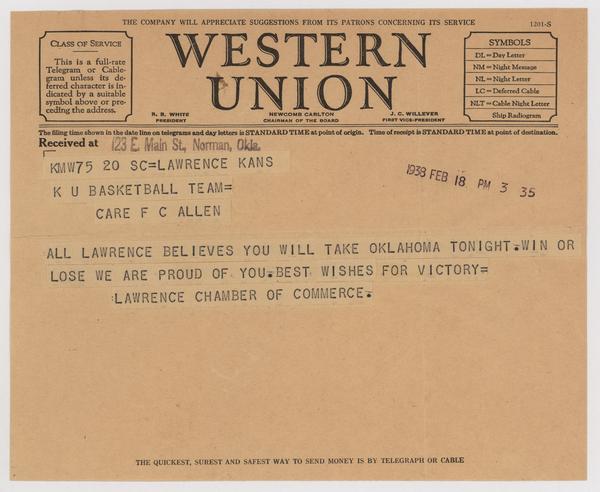 THE COMPANY WILL APPRECIATE SUGGESTIONS FROM ITS PATRONS CONCERNING ITS SERVICE
1201-S
CLASS OF SERVICE
This is a full-rate
Telegram or Cable-
gram unless its de-
ferred character is in-
dicated by a suitable
symbol above or pre-
ceding the address.
WESTERN
UNION
R. B. WHITE
PRESIDENT
NEWCOMB CARLTON
CHAIRMAN OF THE BOARD
J. C. WILLEVER
FIRST VICE-PRESIDENT
SYMBOLS
DL = Day Letter
NM = Night Message
NL = Night Letter
LC = Deferred Cable
NLT = Cable Night Letter
Ship Radiogram
The filing time shown in the date line on telegrams and day letters is STANDARD TIME at point of origin. Time of receipt is STANDARD TIME at point of destination.
Received at 123 E. Main St., Norman, Okla.
1938 FEB 18 PM 3 35
KMW75 20 SC=LAWRENCE KANS
K U BASKETBALL TEAM=
CARE F C ALLEN
ALL LAWRENCE BELIEVES YOU WILL TAKE OKLAHOMA TONIGHT.WIN OR
LOSE WE ARE PROUD OF YOU.BEST WISHES FOR VICTORY=
:LAWRENCE CHAMBER OF COMMERCE.
THE QUICKEST, SUREST AND SAFEST WAY TO SEND MONEY IS BY TELEGRAPH OR CABLE